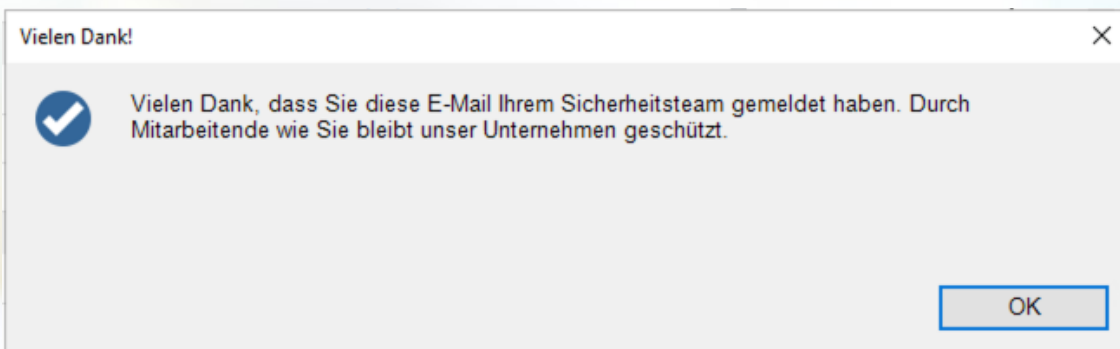 Vielen Dank!
Vielen Dank, dass Sie diese E-Mail Ihrem Sicherheitsteam gemeldet haben. Durch
Mitarbeitende wie Sie bleibt unser Unternehmen geschützt.
OK